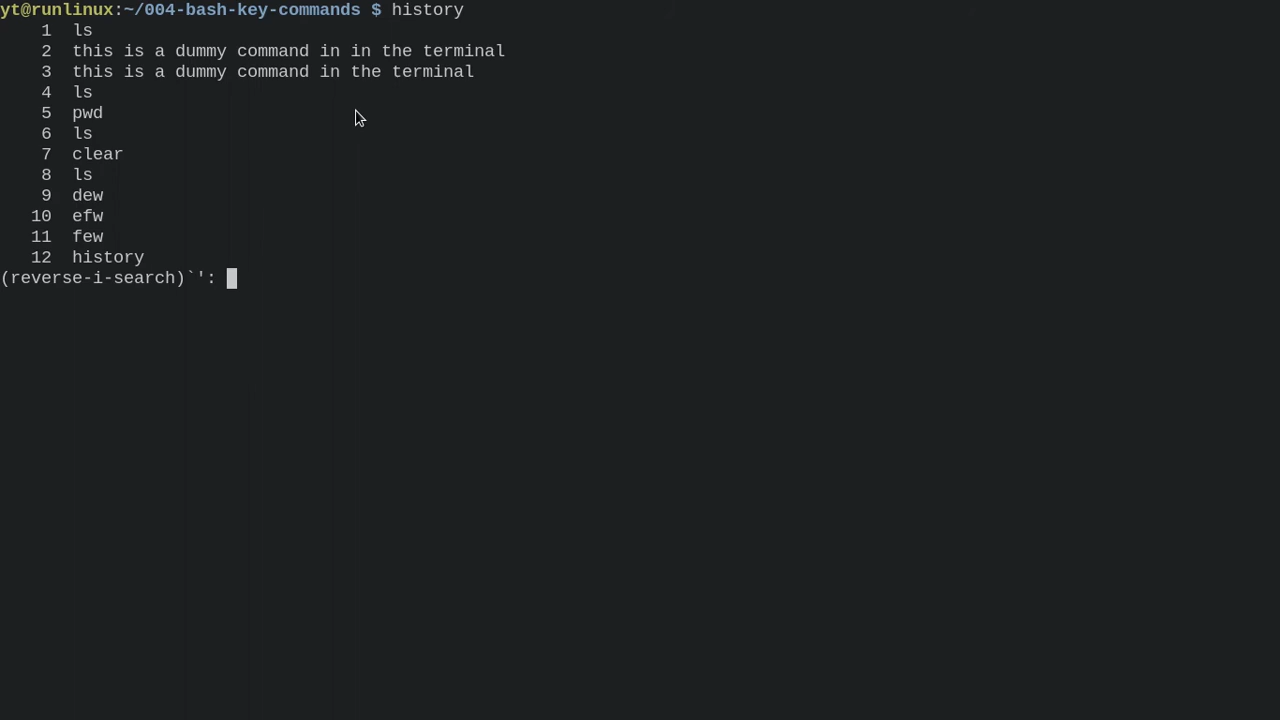 yt@runlinux:~/004-bash-key-commands $ history
1 ls
2 this is a dummy command in in the terminal
3 this is a dummy command in the terminal
4 ls
5 pwd
6 ls
7 clear
8 ls
9 dew
10 efw
11 few
12 history
(reverse-i-search)`':